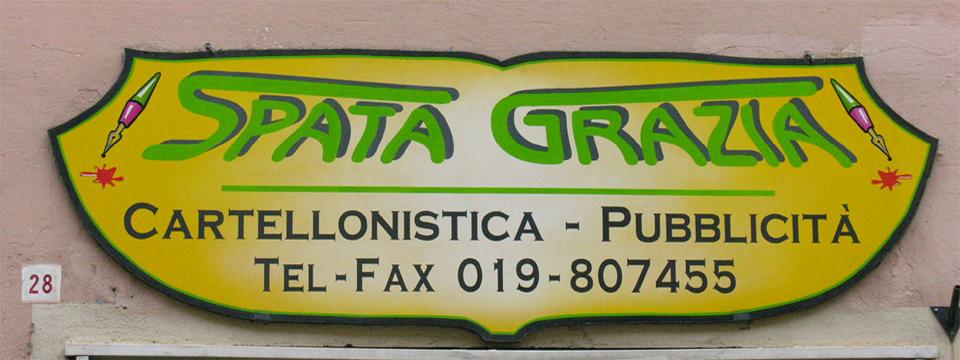 SPATA GRAZIA
CARTELLONISTICA - PUBBLICITÀ
TEL - FAX 019-807455
28